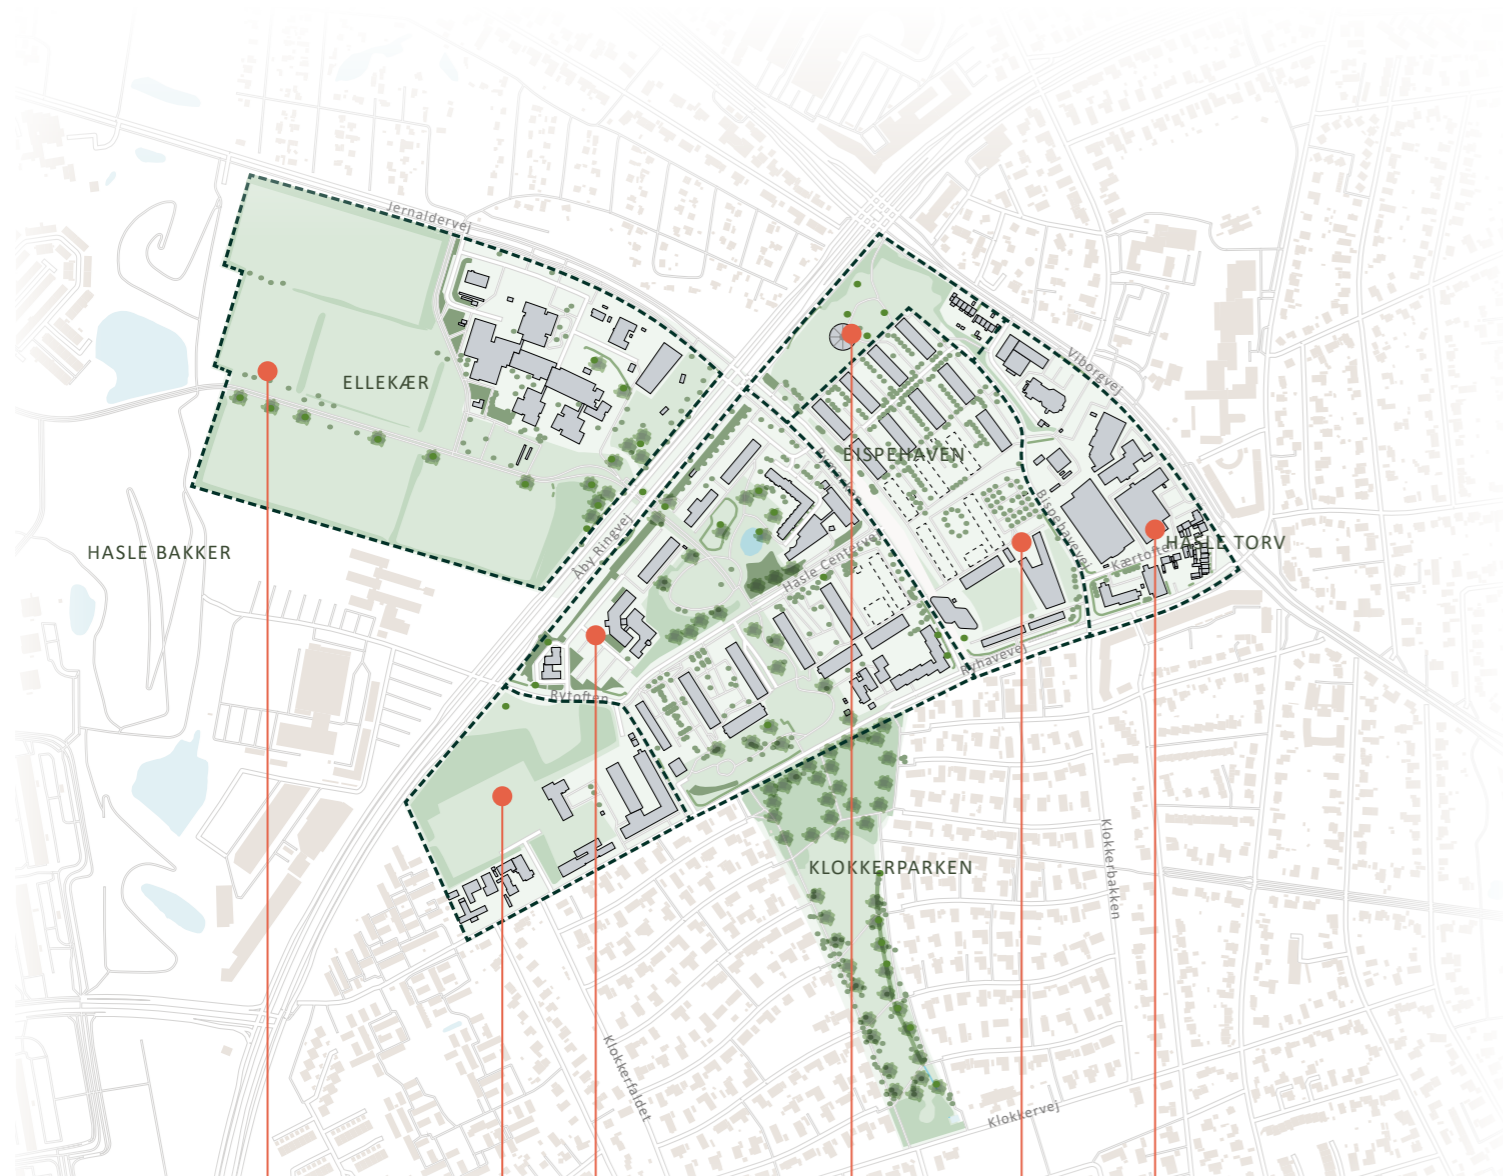 Jernaldervej
Viborgvej
ELLEKÆR
BISPEHAVEN
Bispehavevej
HASLE BAKKER
Åby Ringvej
HASLE TORV
Kærtoften
Hasle Centervej
Ryhavevej
Rytoften
KLOKKERPARKEN
Klokkerbakken
Klokkerfaldet
Klokkervej